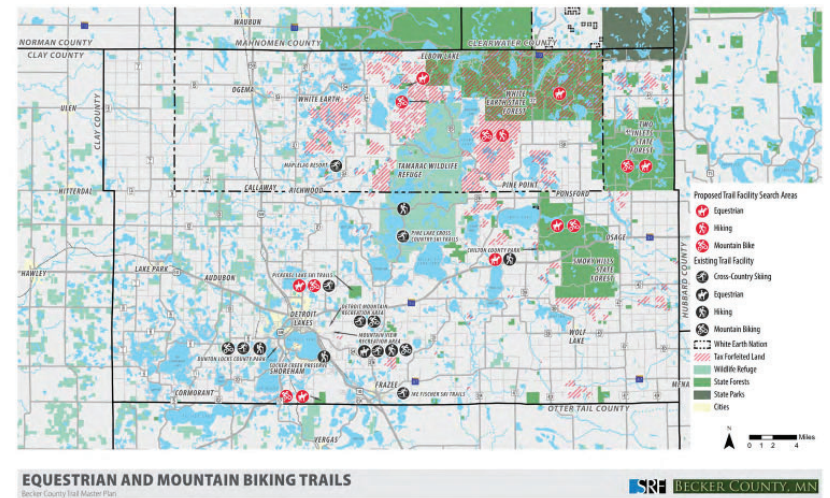 WAUBUN
NORMAN COUNTY
MAHNOMEN COUNTY
CLEARWATER COUNTY
CLAY COUNTY
ELBOW LAKE
OGEMA
WHITE EARTH
WHITE
EARTH STATE
FOREST
ULEN
CLAY COUNTY
TWO
INLETS
STATE
FOREST
MAPLELAG RESORT
TAMARAC WILDLIFE
REFUGE
HITTERDAL
CALLAWAY
RICHWOOD
PINE POINT
PONSFORD
PINE LAKE CROSS
COUNTRY SKI TRAILS
OSAGE
LAKE PARK
HAWLEY
AUDUBON
PICKEREL LAKE SKI TRAILS
SMOKY HILLS
STATE
FOREST
HUBBARD COUNTY
DETROIT
LAKES
DETROIT MOUNTAIN
RECREATION AREA
MOUNTAIN VIEW
RECREATION AREA
WOLF
LAKE
DUNTON LOCKS COUNTY PARK
SUCKER CREEK PRESERVE
SHOREHAM
CORMORANT
FRAZEE
IKE FISCHER SKI TRAILS
OTTER TAIL COUNTY
VERGAS
Proposed Trail Facility Search Areas
Equestrian
Hiking
Mountain Bike
Existing Trail Facility
Cross-Country Skiing
Equestrian
Hiking
Mountain Biking
White Earth Nation
Tax Forfeited Land
Wildlife Refuge
State Forests
State Parks
Cities
N
Miles
0 1 2 4
EQUESTRIAN AND MOUNTAIN BIKING TRAILS
Becker County Trail Master Plan
SRF BECKER COUNTY, MN